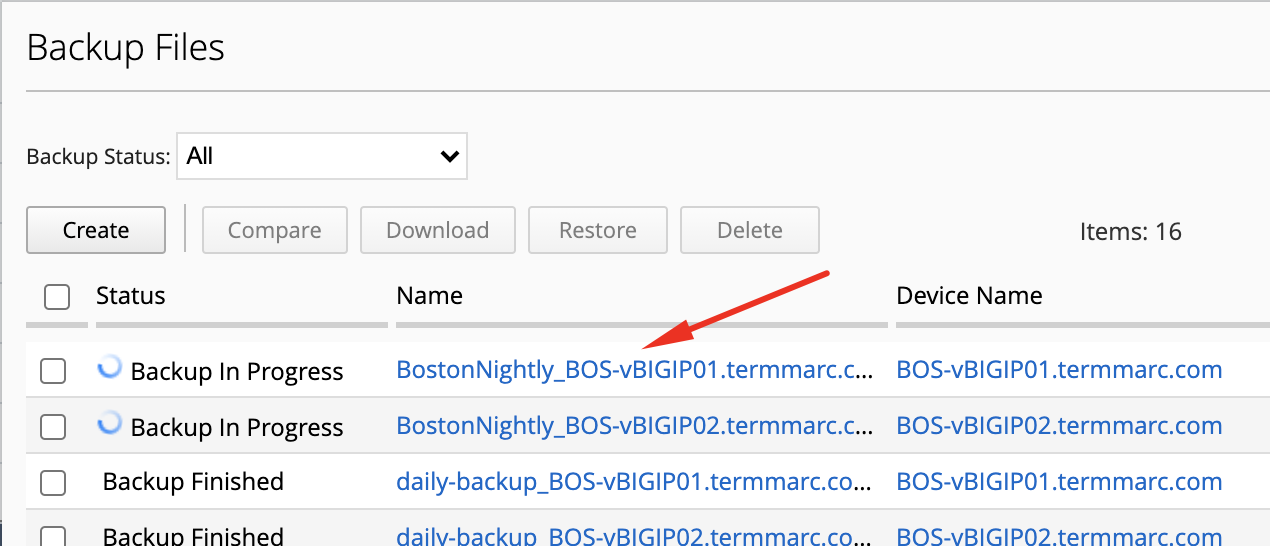 Backup Files
Backup Status: All
Create Compare Download Restore Delete Items: 16
Status Name Device Name
Backup In Progress BostonNightly_BOS-vBIGIP01.termmarc.c... BOS-vBIGIP01.termmarc.com
Backup In Progress BostonNightly_BOS-vBIGIP02.termmarc.c... BOS-vBIGIP02.termmarc.com
Backup Finished daily-backup_BOS-vBIGIP01.termmarc.co... BOS-vBIGIP01.termmarc.com
Backup Finished daily-backup_BOS-vBIGIP02.termmarc.co... BOS-vBIGIP02.termmarc.com